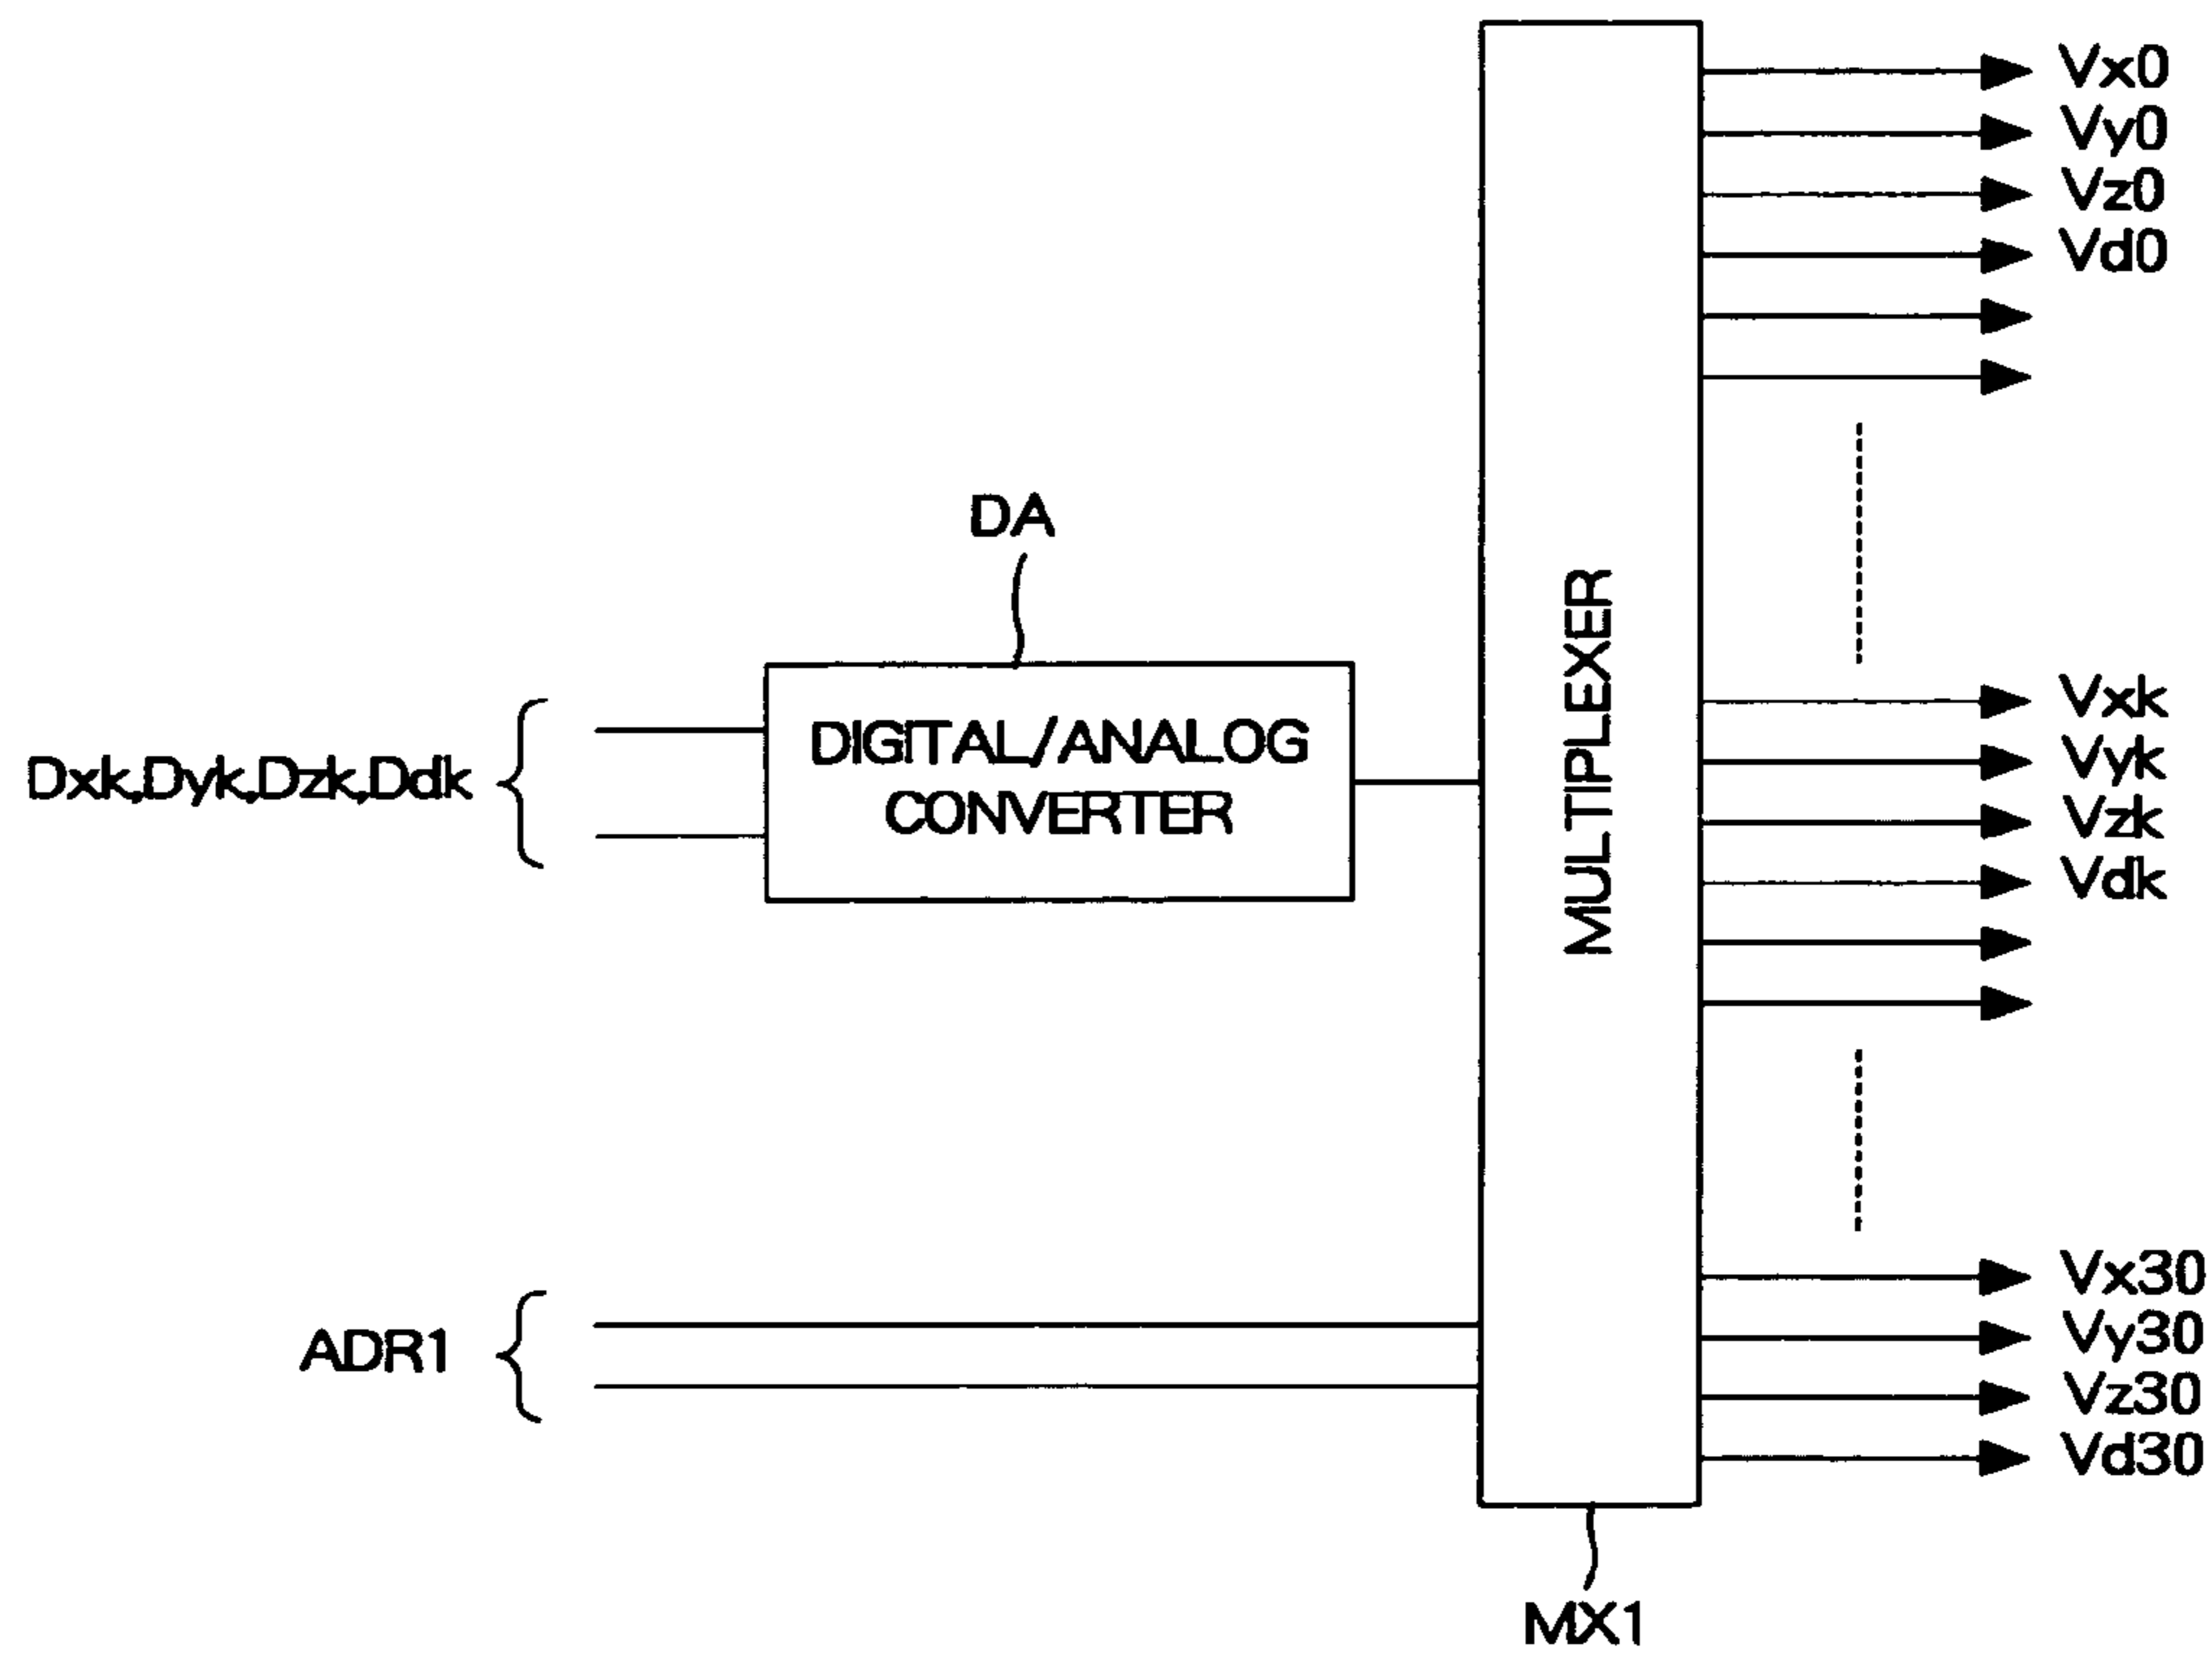 Vx0
Vy0
Vz0
Vd0
DA
DIGITAL/ANALOG
CONVERTER
Dxk,Dyk,Dzk,Ddk
MULTIPLEXER
Vxk
Vyk
Vzk
Vdk
ADR1
Vx30
Vy30
Vz30
Vd30
MX1